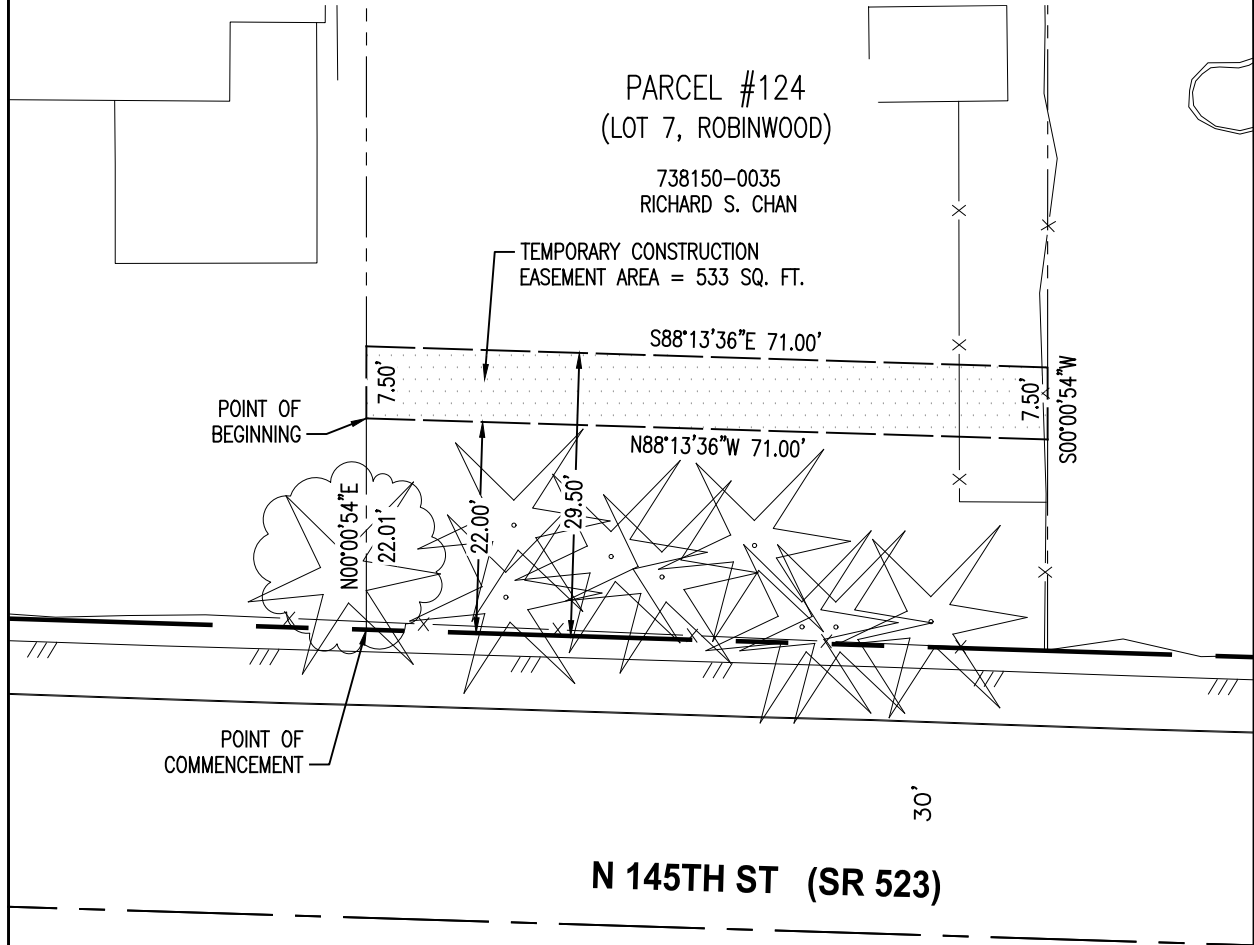 PARCEL #124
(LOT 7, ROBINWOOD)
738150-0035
RICHARD S. CHAN
TEMPORARY CONSTRUCTION
EASEMENT AREA = 533 SQ. FT.
S88°13'36"E 71.00'
7.50'
7.50'
S00°00'54"W
POINT OF
BEGINNING
N88°13'36"W 71.00'
N00°00'54"E
22.01'
22.00'
29.50'
POINT OF
COMMENCEMENT
30'
N 145TH ST (SR 523)